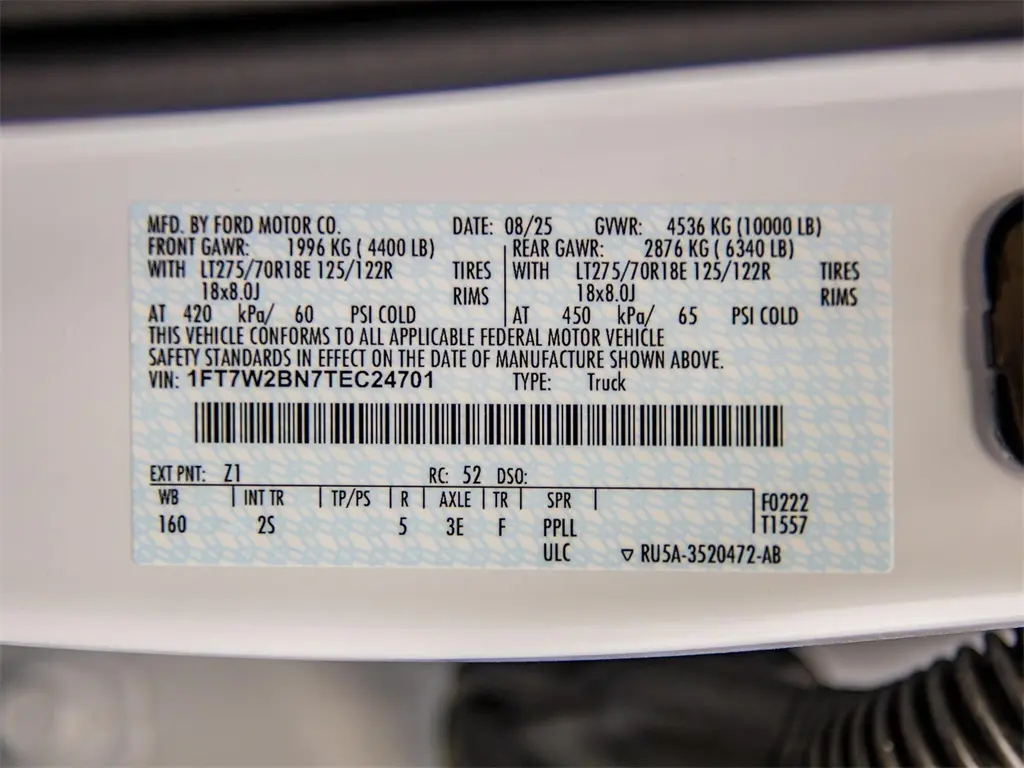 MFD. BY FORD MOTOR CO. DATE: 08/25 GVWR: 4536 KG (10000 LB)
FRONT GAWR: 1996 KG ( 4400 LB) REAR GAWR: 2876 KG ( 6340 LB)
WITH LT275/70R18E 125/122R TIRES WITH LT275/70R18E 125/122R TIRES
18x8.0J RIMS 18x8.0J RIMS
AT 420 kPa/ 60 PSI COLD AT 450 kPa/ 65 PSI COLD
THIS VEHICLE CONFORMS TO ALL APPLICABLE FEDERAL MOTOR VEHICLE
SAFETY STANDARDS IN EFFECT ON THE DATE OF MANUFACTURE SHOWN ABOVE.
VIN: 1FT7W2BN7TEC24701 TYPE: Truck
EXT PNT: Z1 RC: 52 DSO:
WB INT TR TP/PS R AXLE TR SPR F0222
160 2S 5 3E F PPLL T1557
ULC ▽ RU5A-3520472-AB